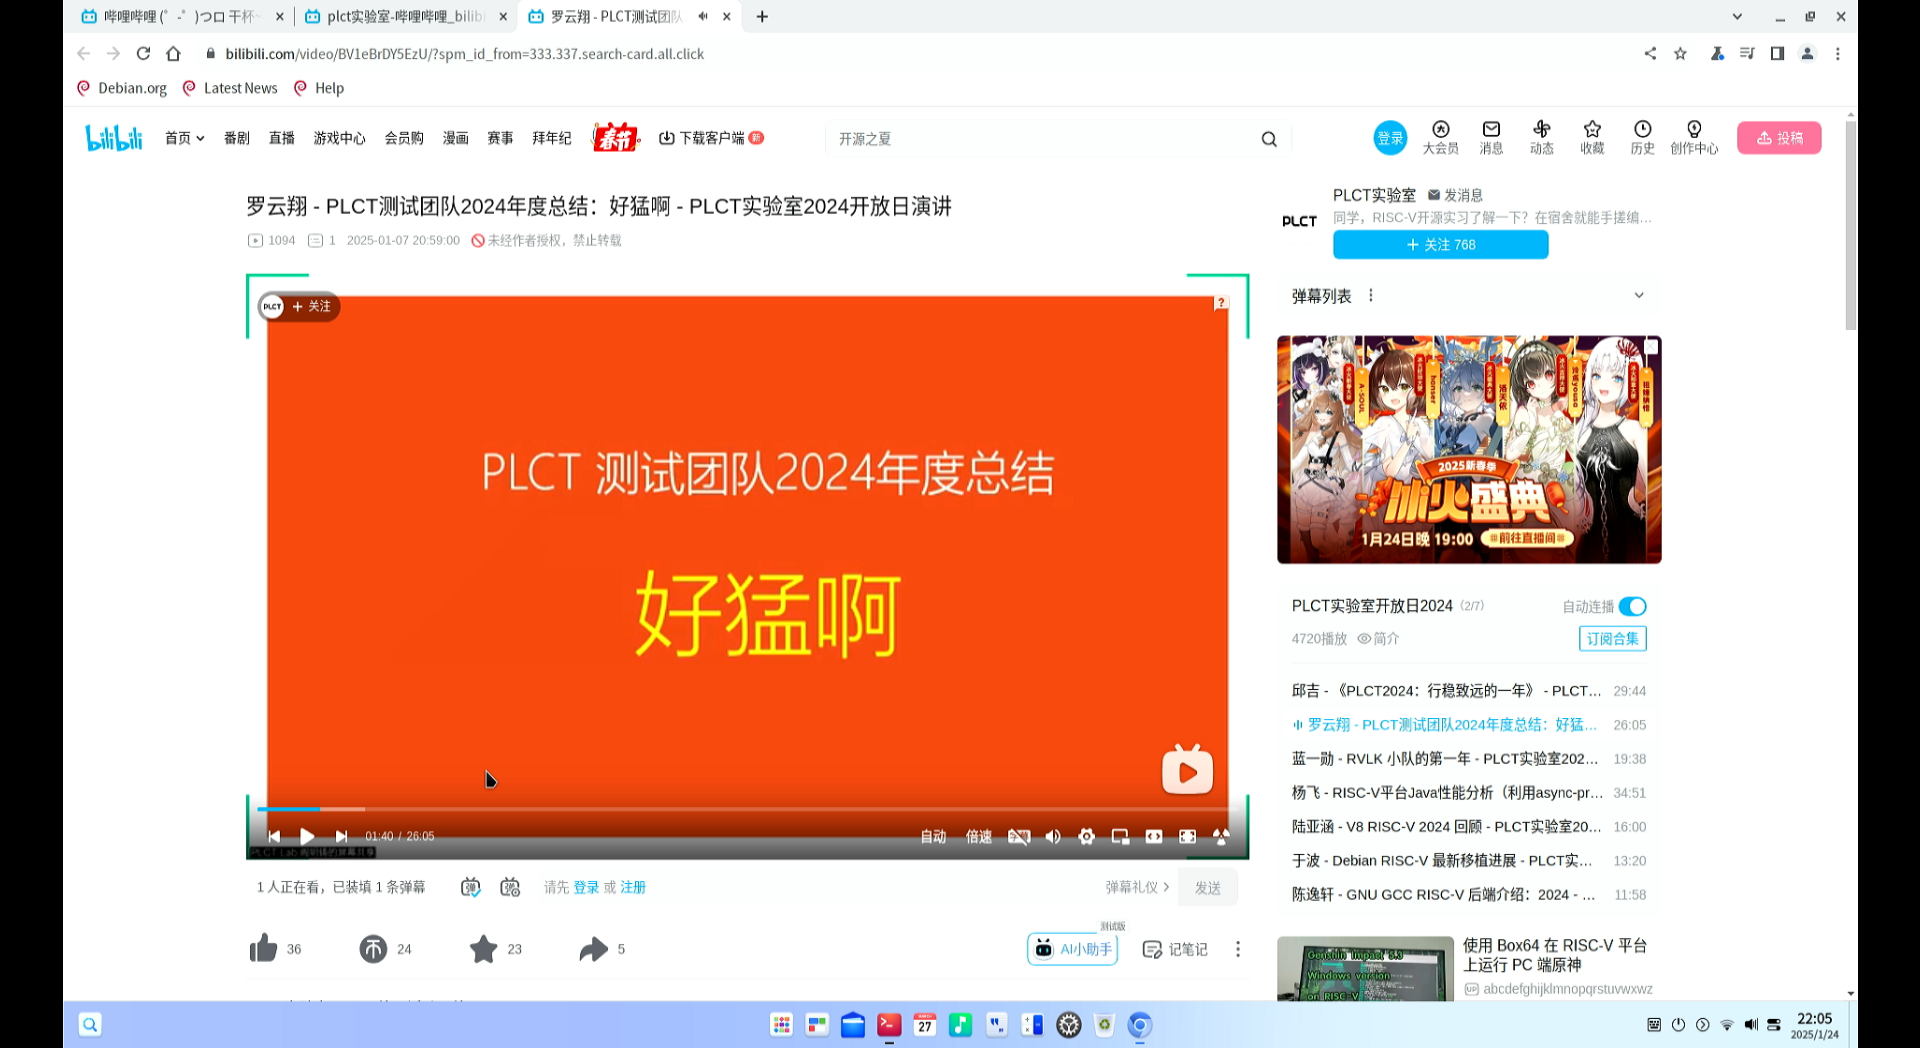 哔哩哔哩 (゜-゜)つロ 干杯~
plct实验室-哔哩哔哩_bilibi
罗云翔 - PLCT测试团队
bilibili.com/video/BV1eBrDY5EzU/?spm_id_from=333.337.search-card.all.click
Debian.org Latest News Help
bilibili 首页 番剧 直播 游戏中心 会员购 漫画 赛事 拜年纪 春节 下载客户端 新
开源之夏
登录 大会员 消息 动态 收藏 历史 创作中心 投稿
罗云翔 - PLCT测试团队2024年度总结：好猛啊 - PLCT实验室2024开放日演讲
1094 1 2025-01-07 20:59:00 未经作者授权，禁止转载
PLCT + 关注
?
PLCT 测试团队2024年度总结
好猛啊
01:40 / 26:05 自动 倍速
1 人正在看，已装填 1 条弹幕 弹 弹 请先 登录 或 注册 弹幕礼仪 发送
36 24 23 5
测试版
AI小助手 记笔记
PLCT
PLCT实验室 发消息
同学，RISC-V开源实习了解一下？在宿舍就能手搓编...
+ 关注 768
弹幕列表
A-SOUL
hanser
洛天依
2025新春季
冰火盛典
1月24日晚 19:00 前往直播间
PLCT实验室开放日2024 (2/7) 自动连播
4720播放 简介 订阅合集
邱吉 - 《PLCT2024：行稳致远的一年》 - PLCT... 29:44
罗云翔 - PLCT测试团队2024年度总结：好猛... 26:05
蓝一勋 - RVLK 小队的第一年 - PLCT实验室202... 19:38
杨飞 - RISC-V平台Java性能分析（利用async-pr... 34:51
陆亚涵 - V8 RISC-V 2024 回顾 - PLCT实验室20... 16:00
于波 - Debian RISC-V 最新移植进展 - PLCT实... 13:20
陈逸轩 - GNU GCC RISC-V 后端介绍：2024 - ... 11:58
Genshin Impact 5.3
Windows version
on RISC-V
使用 Box64 在 RISC-V 平台
上运行 PC 端原神
UP abcdefghijklmnopqrstuvwxwz
27
22:05
2025/1/24